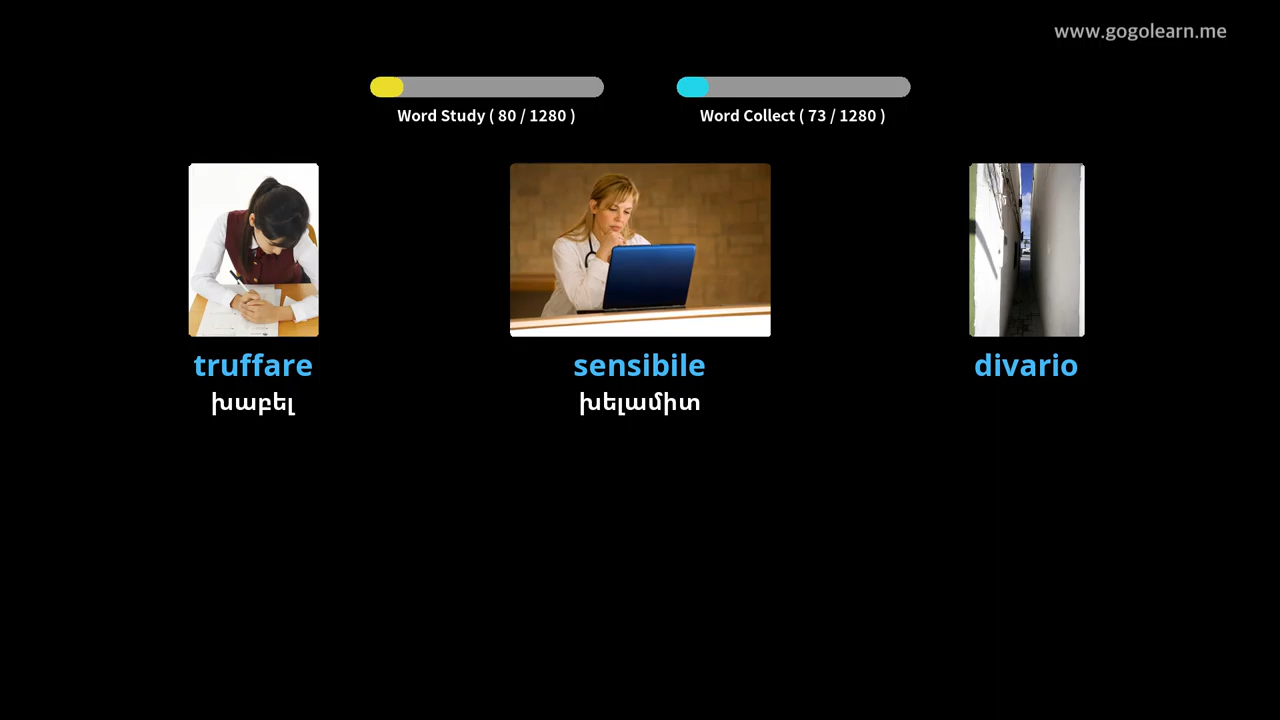 www.gogolearn.me
Word Study ( 80 / 1280 )
Word Collect ( 73 / 1280 )
truffare
sensibile
divario
խաբել
խելամիտ